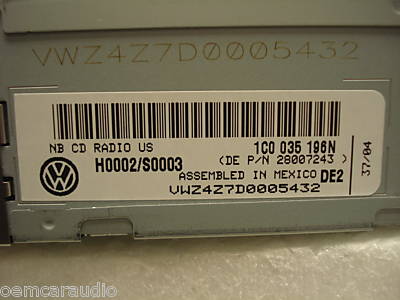 VWZ4Z7D0005432
NB CD RADIO US
1C0 035 196N
H0002/S0003
(DE P/N 28007243)
ASSEMBLED IN MEXICO DE2
VWZ4Z7D0005432
37/04
oemcaraudio